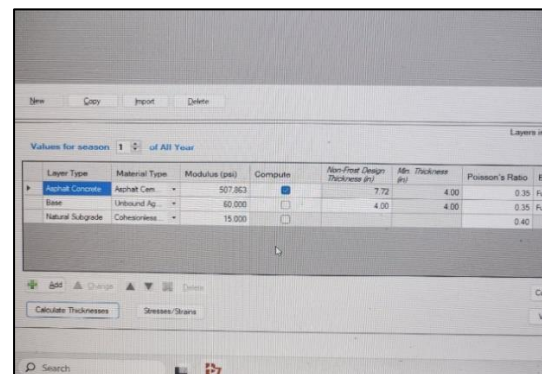 New Copy Import Delete
Layers i
Values for season 1 of All Year
Layer Type Material Type Modulus (psi) Compute Non-Frost Design Thickness (in) Min. Thickness (in) Poisson's Ratio
Asphalt Concrete Asphalt Cem... 507,863 7.72 4.00 0.35
Base Unbound Ag... 60,000 4.00 4.00 0.35
Natural Subgrade Cohesionless... 15,000 0.40
Add Change Delete
Calculate Thicknesses Stresses/Strains
Search